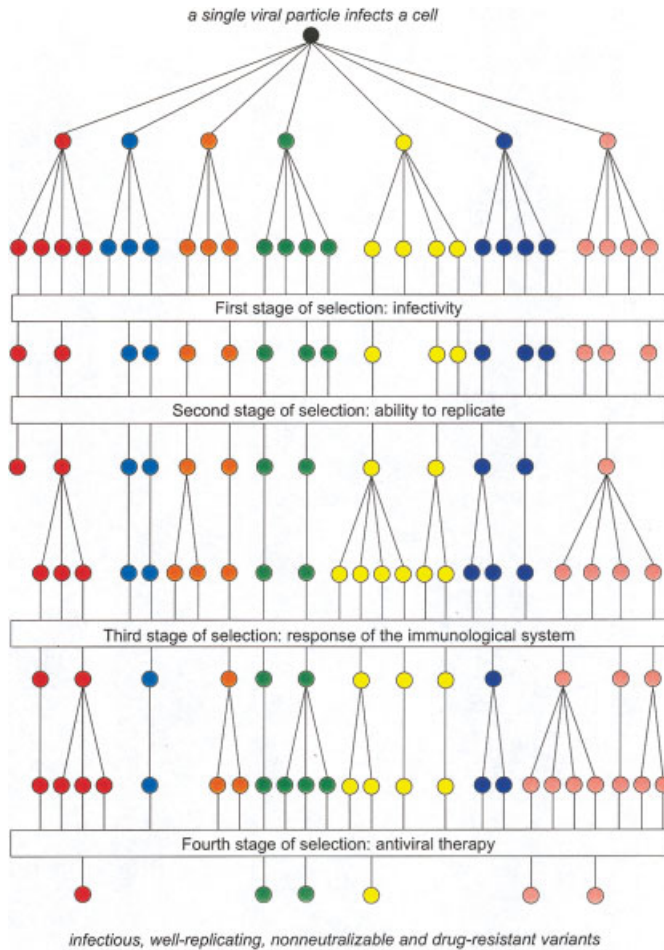 a single viral particle infects a cell
First stage of selection: infectivity
Second stage of selection: ability to replicate
Third stage of selection: response of the immunological system
Fourth stage of selection: antiviral therapy
infectious, well-replicating, nonneutralizable and drug-resistant variants